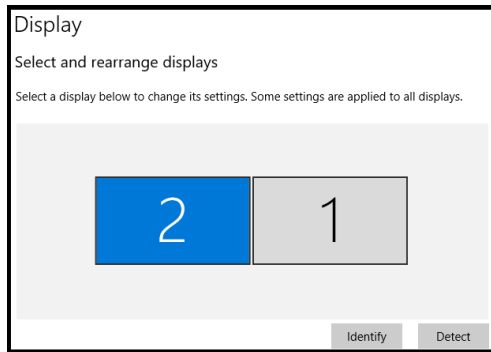 Display
Select and rearrange displays
Select a display below to change its settings. Some settings are applied to all displays.
2 1
Identify Detect